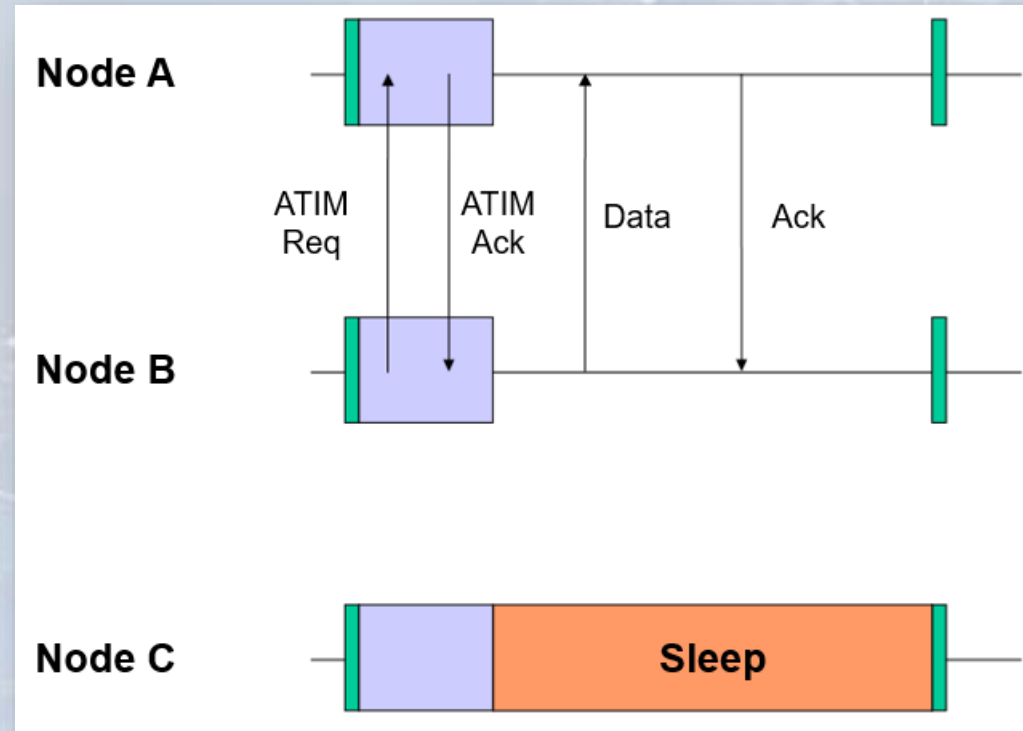 Node A
ATIM
Req
ATIM
Ack
Data
Ack
Node B
Node C
Sleep